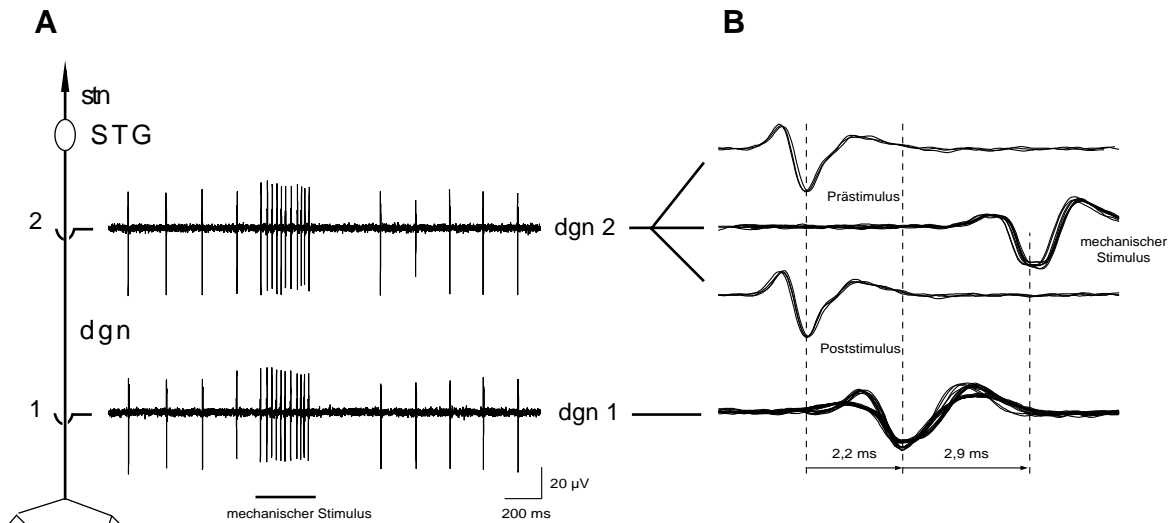 A
B
stn
STG
2
dgn 2
Prästimulus
mechanischer
Stimulus
dgn
Poststimulus
1
dgn 1
2,2 ms
2,9 ms
20 µV
200 ms
mechanischer Stimulus